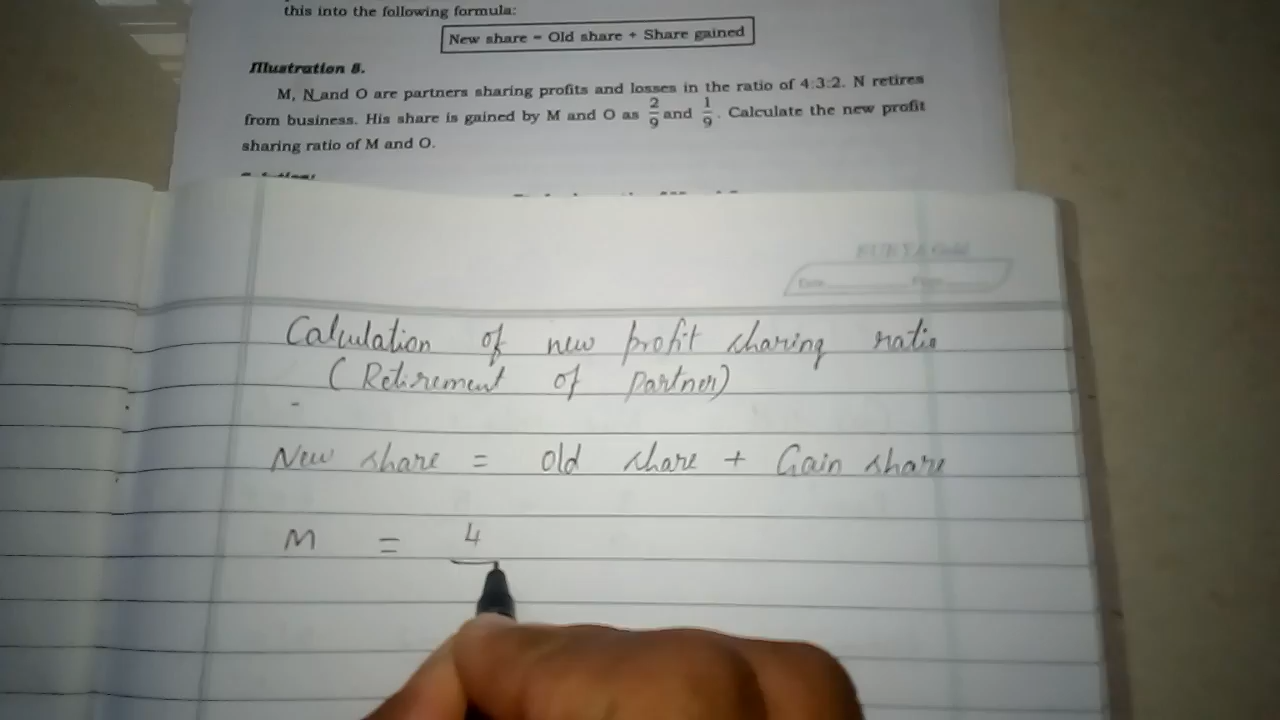 this into the following formula:
New share = Old share + Share gained
Illustration 8.
M, N and O are partners sharing profits and losses in the ratio of 4:3:2. N retires
from business. His share is gained by M and O as 2/9 and 1/9. Calculate the new profit
sharing ratio of M and O.
Calculation of new profit sharing ratio
(Retirement of Partner)
New share = old share + Gain share
M = 4